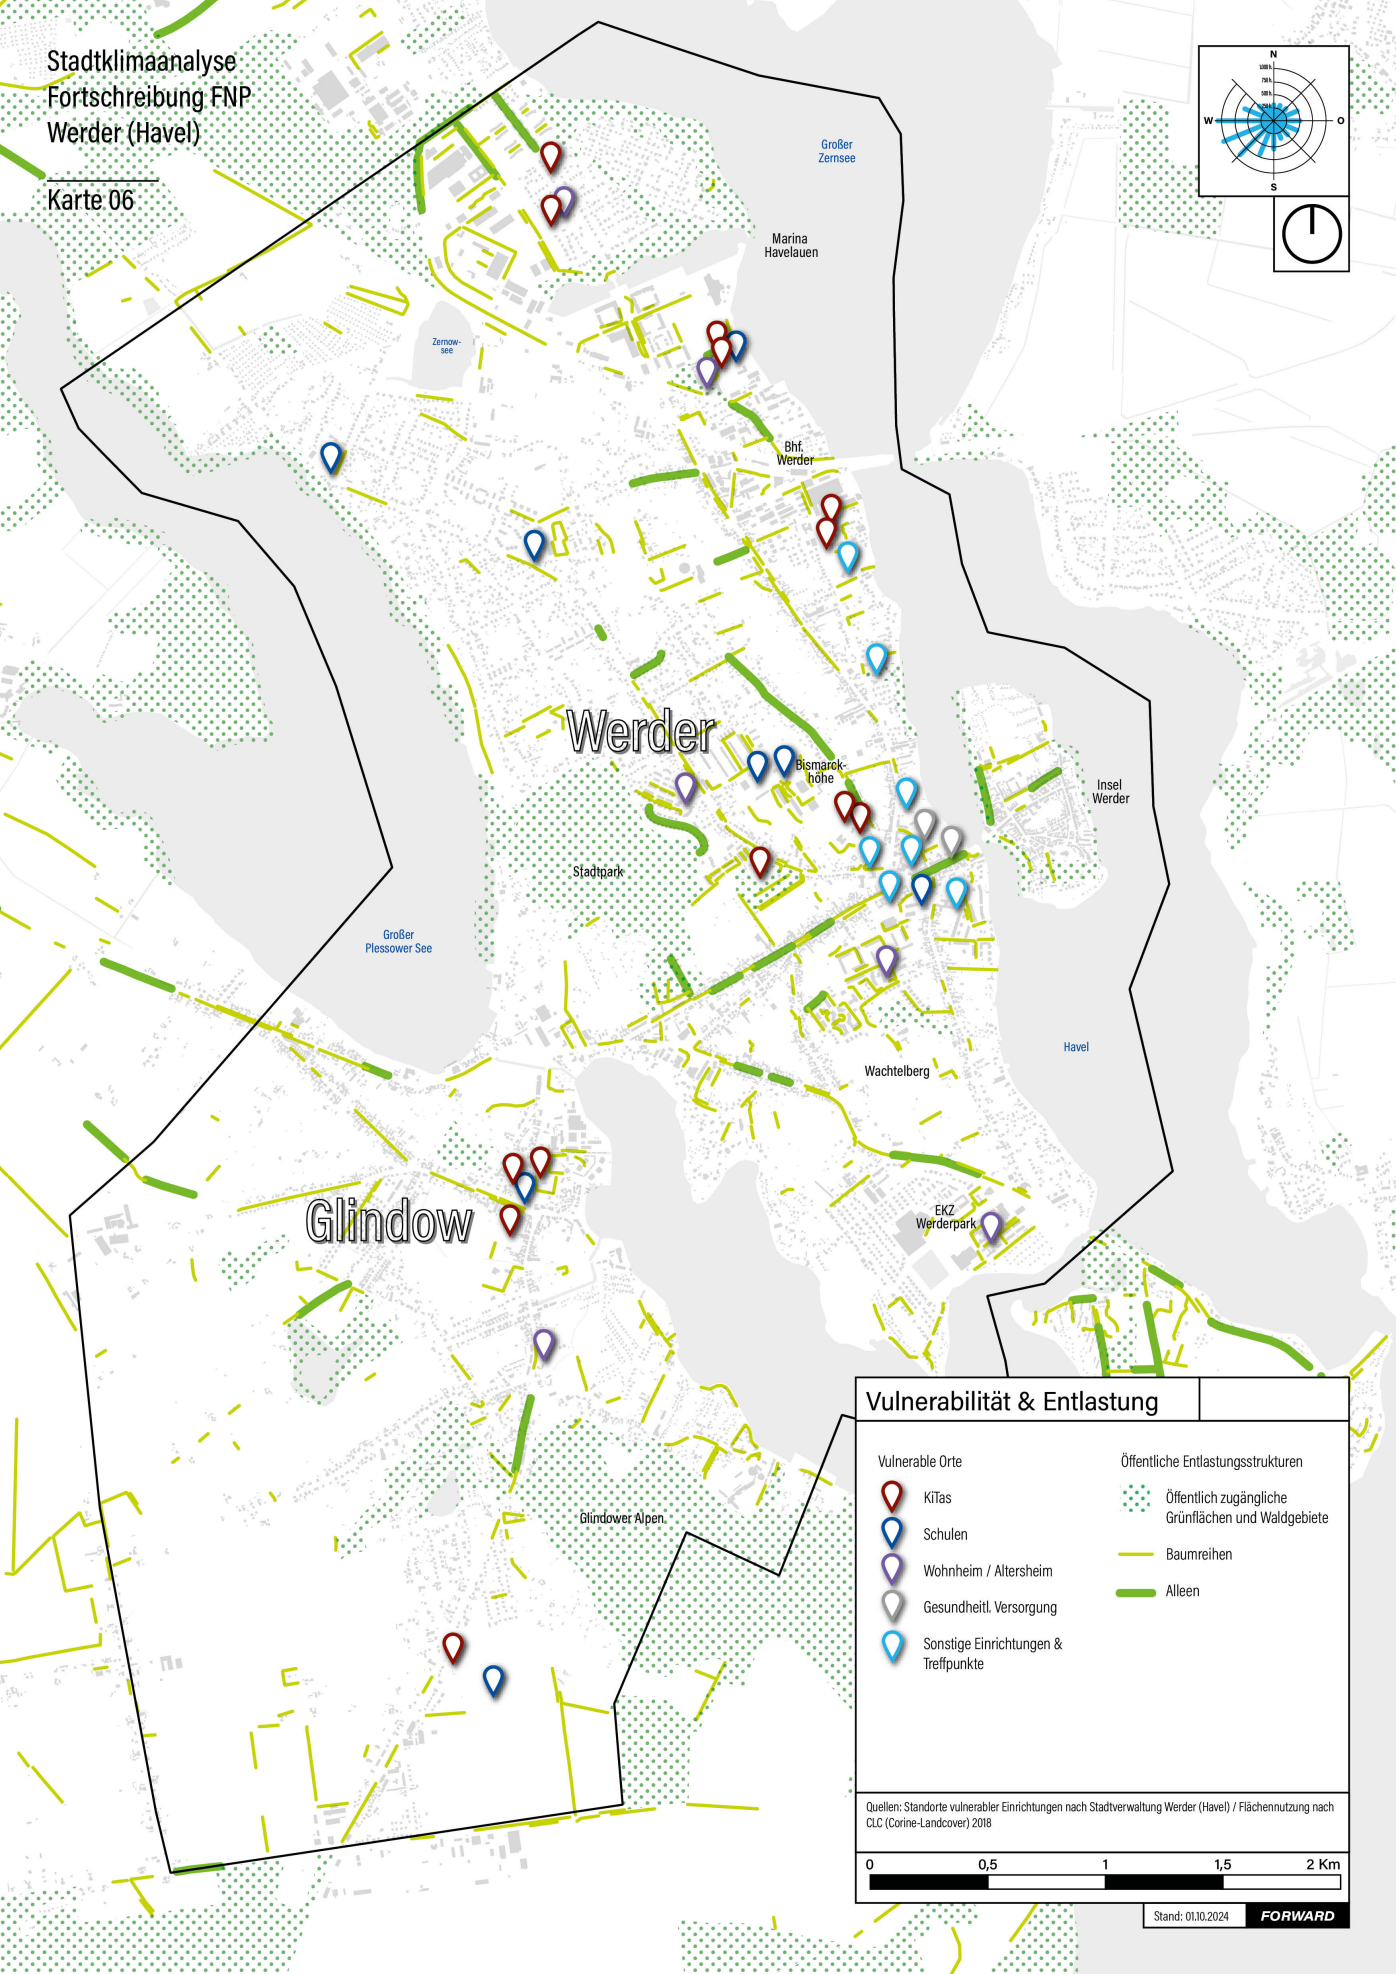 Stadtklimaanalyse
Fortschreibung FNP
Werder (Havel)
Karte 06
N
1.000 h.
750 h.
500 h.
W
O
S
Großer
Zernsee
Marina
Havelauen
Zernow-
see
Bhf.
Werder
Werder
Bismarck-
höhe
Insel
Werder
Stadtpark
Großer
Plessower See
Havel
Wachtelberg
Glindow
EKZ
Werderpark
Glindower Alpen
Vulnerabilität & Entlastung
Vulnerable Orte
KiTas
Schulen
Wohnheim / Altersheim
Gesundheitl. Versorgung
Sonstige Einrichtungen &
Treffpunkte
Öffentliche Entlastungsstrukturen
Öffentlich zugängliche
Grünflächen und Waldgebiete
Baumreihen
Alleen
Quellen: Standorte vulnerabler Einrichtungen nach Stadtverwaltung Werder (Havel) / Flächennutzung nach
CLC (Corine-Landcover) 2018
0 0,5 1 1,5 2 Km
Stand: 01.10.2024
FORWARD